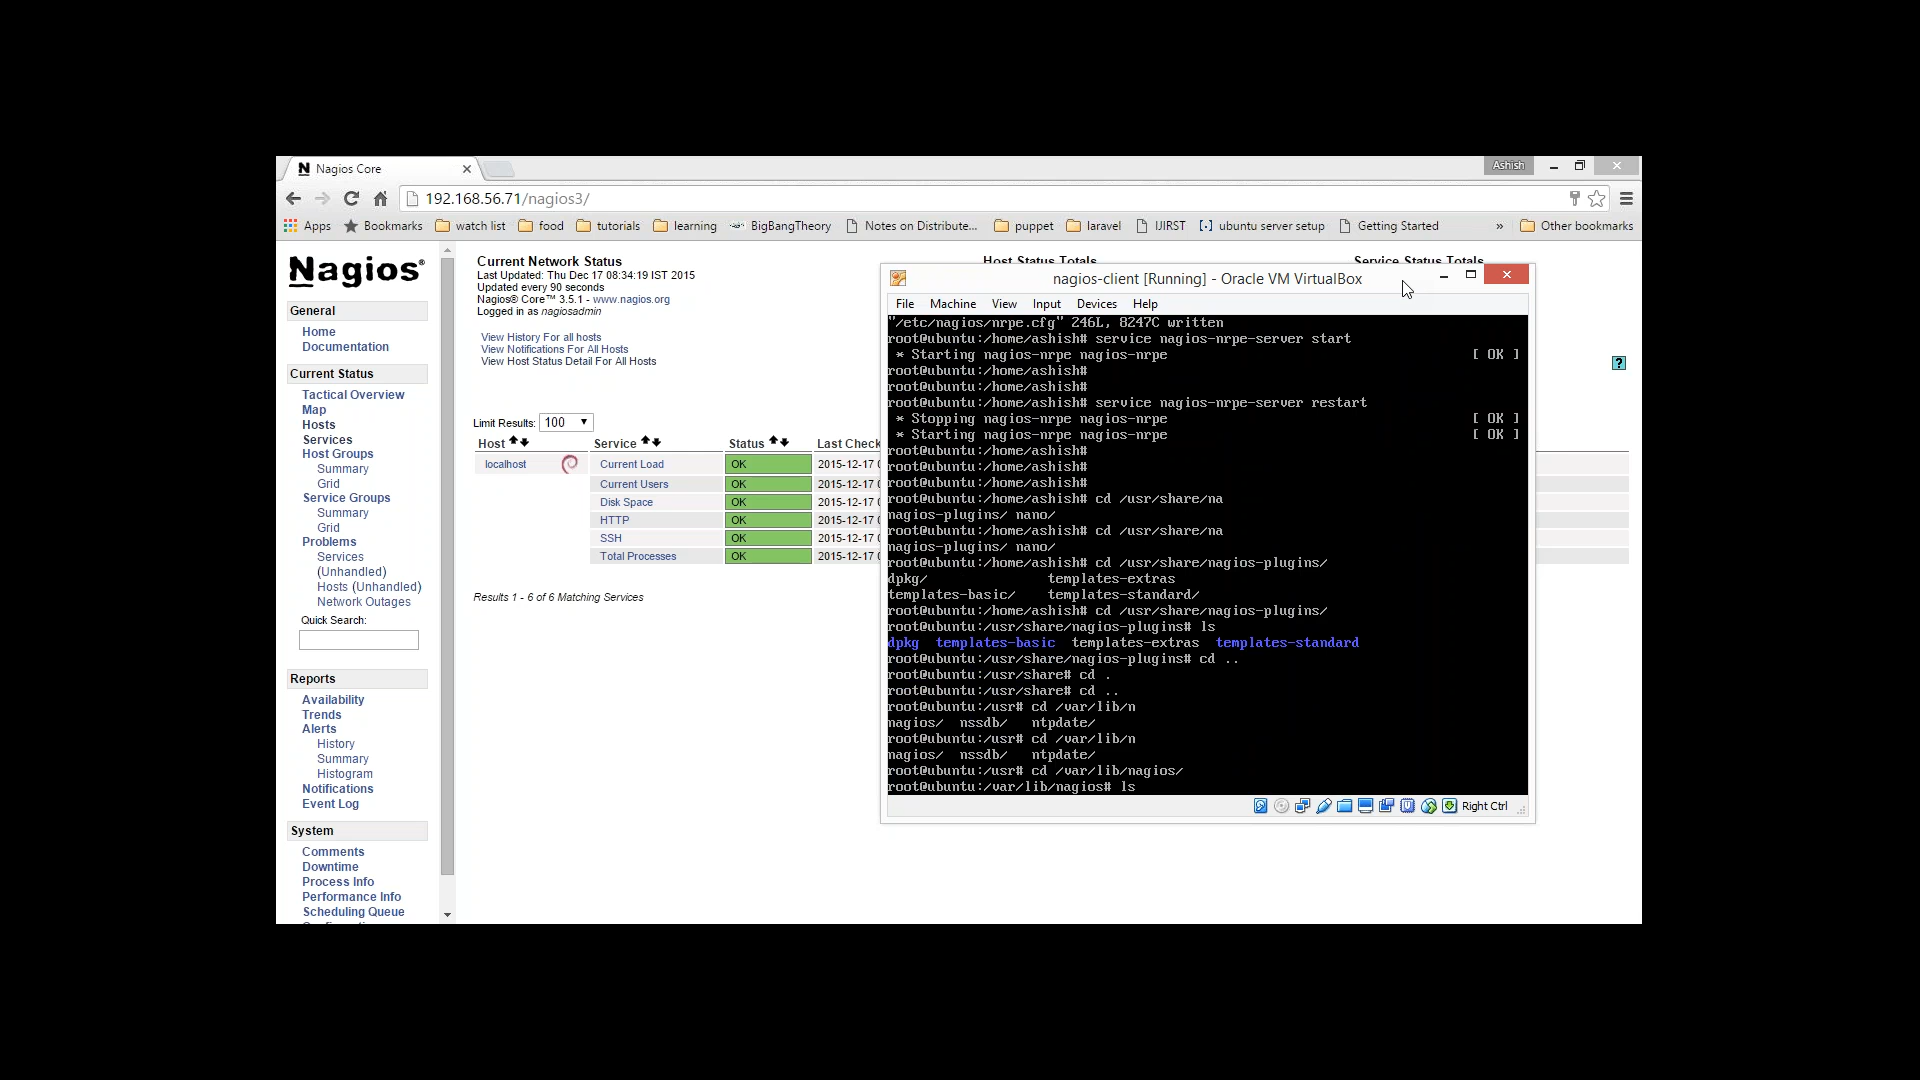 Nagios Core
Ashish
192.168.56.71/nagios3/
Apps Bookmarks watch list food tutorials learning BigBangTheory Notes on Distribute... puppet laravel IJIRST ubuntu server setup Getting Started » Other bookmarks
Nagios®
General
Home
Documentation
Current Status
Tactical Overview
Map
Hosts
Services
Host Groups
Summary
Grid
Service Groups
Summary
Grid
Problems
Services
(Unhandled)
Hosts (Unhandled)
Network Outages
Quick Search:
Reports
Availability
Trends
Alerts
History
Summary
Histogram
Notifications
Event Log
System
Comments
Downtime
Process Info
Performance Info
Scheduling Queue
Current Network Status
Last Updated: Thu Dec 17 08:34:19 IST 2015
Updated every 90 seconds
Nagios® Core™ 3.5.1 - www.nagios.org
Logged in as nagiosadmin
View History For all hosts
View Notifications For All Hosts
View Host Status Detail For All Hosts
Host Status Totals
Service Status Totals
?
Limit Results: 100
Host Service Status Last Check
localhost Current Load OK 2015-12-17
Current Users OK 2015-12-17
Disk Space OK 2015-12-17
HTTP OK 2015-12-17
SSH OK 2015-12-17
Total Processes OK 2015-12-17
Results 1 - 6 of 6 Matching Services
nagios-client [Running] - Oracle VM VirtualBox
File Machine View Input Devices Help
"/etc/nagios/nrpe.cfg" 246L, 8247C written
root@ubuntu:/home/ashish# service nagios-nrpe-server start
* Starting nagios-nrpe nagios-nrpe [ OK ]
root@ubuntu:/home/ashish#
root@ubuntu:/home/ashish#
root@ubuntu:/home/ashish# service nagios-nrpe-server restart
* Stopping nagios-nrpe nagios-nrpe [ OK ]
* Starting nagios-nrpe nagios-nrpe [ OK ]
root@ubuntu:/home/ashish#
root@ubuntu:/home/ashish#
root@ubuntu:/home/ashish#
root@ubuntu:/home/ashish# cd /usr/share/na
nagios-plugins/ nano/
root@ubuntu:/home/ashish# cd /usr/share/na
nagios-plugins/ nano/
root@ubuntu:/home/ashish# cd /usr/share/nagios-plugins/
dpkg/ templates-extras
templates-basic/ templates-standard/
root@ubuntu:/home/ashish# cd /usr/share/nagios-plugins/
root@ubuntu:/usr/share/nagios-plugins# ls
dpkg templates-basic templates-extras templates-standard
root@ubuntu:/usr/share/nagios-plugins# cd ..
root@ubuntu:/usr/share# cd .
root@ubuntu:/usr/share# cd ..
root@ubuntu:/usr# cd /var/lib/n
nagios/ nssdb/ ntpdate/
root@ubuntu:/usr# cd /var/lib/n
nagios/ nssdb/ ntpdate/
root@ubuntu:/usr# cd /var/lib/nagios/
root@ubuntu:/var/lib/nagios# ls
Right Ctrl